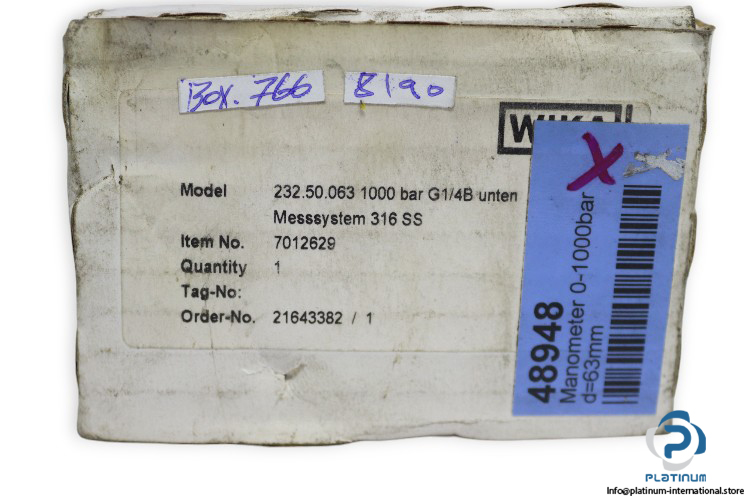 Box. 766
8190
WIKA
Model 232.50.063 1000 bar G1/4B unten
Messsystem 316 SS
Item No. 7012629
Quantity 1
Tag-No:
Order-No. 21643382 / 1
X
48948
Manometer 0-1000bar
d=63mm
PLATINUM
Info@platinum-international.store